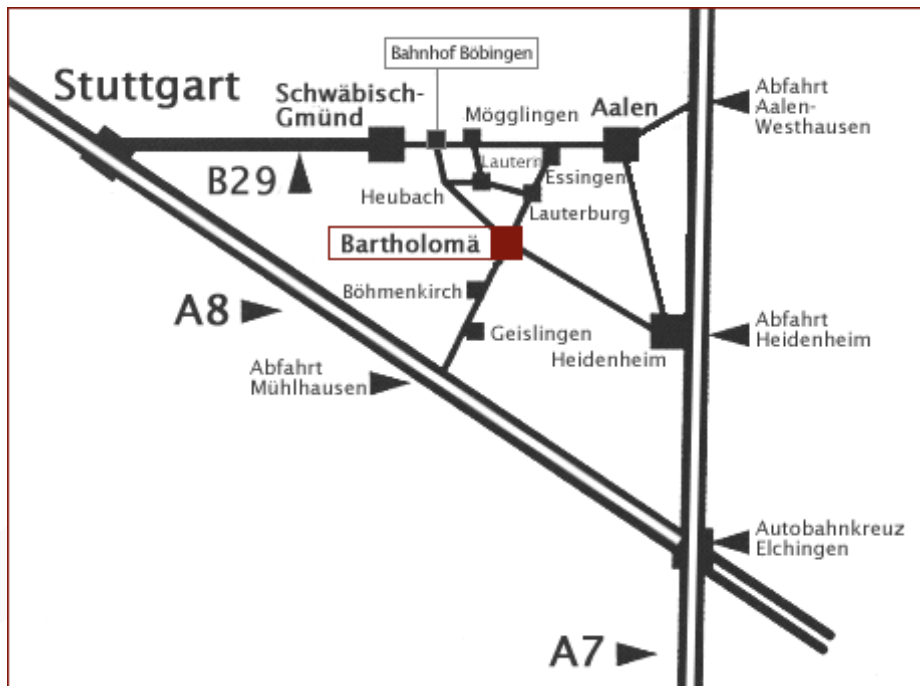 Bahnhof Böbingen
Stuttgart
Schwäbisch-
Gmünd
Mögglingen
Aalen
Abfahrt
Aalen-
Westhausen
B29
Lautern
Essingen
Heubach
Lauterburg
Bartholomä
A8
Böhmenkirch
Geislingen
Abfahrt
Heidenheim
Heidenheim
Abfahrt
Mühlhausen
Autobahnkreuz
Elchingen
A7